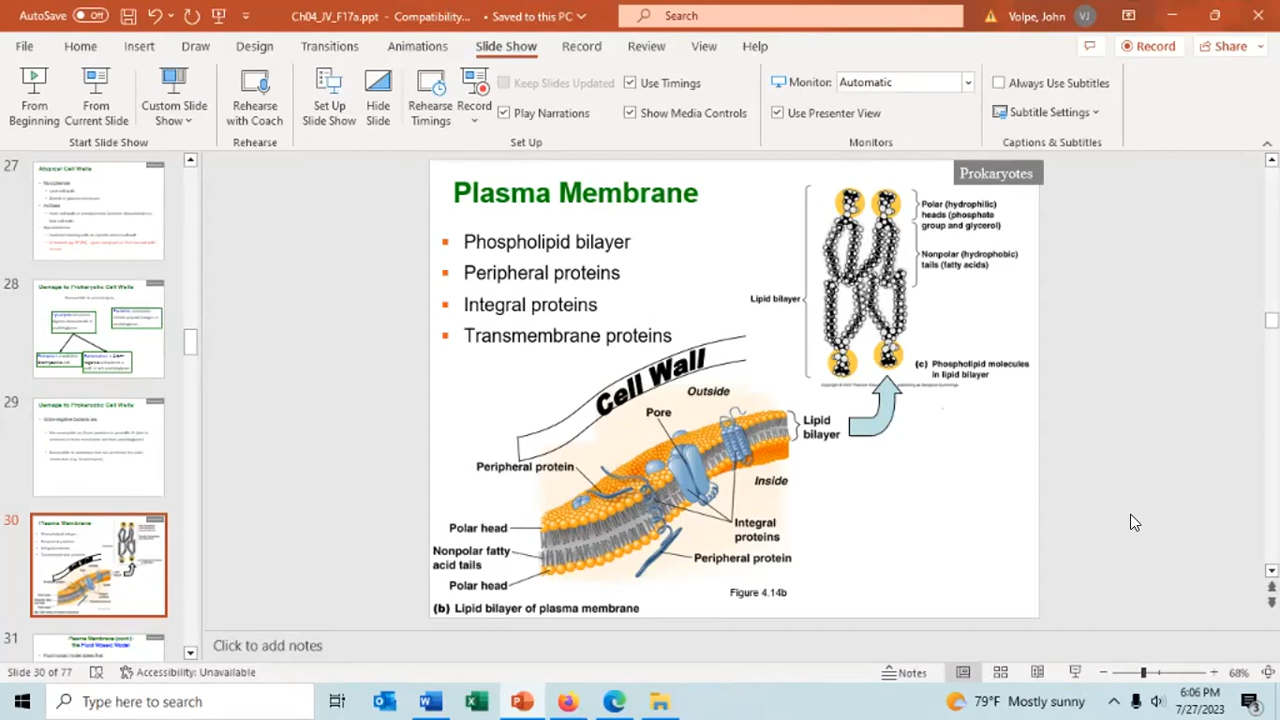 AutoSave Off Ch04_JV_F17a.ppt - Compatibility... • Saved to this PC Search Volpe, John VJ
File Home Insert Draw Design Transitions Animations Slide Show Record Review View Help Record Share
From Beginning
From Current Slide
Custom Slide Show
Start Slide Show
Rehearse with Coach
Rehearse
Set Up Slide Show
Hide Slide
Rehearse Timings
Record
Keep Slides Updated
Play Narrations
Use Timings
Show Media Controls
Set Up
Monitor: Automatic
Use Presenter View
Monitors
Always Use Subtitles
Subtitle Settings
Captions & Subtitles
27
Atypical Cell Walls
28
Damage to Prokaryotic Cell Walls
29
Damage to Prokaryotic Cell Walls
30
Plasma Membrane
31
Plasma Membrane (cont.)
the Fluid Mosaic Model
Prokaryotes
Plasma Membrane
▪ Phospholipid bilayer
▪ Peripheral proteins
▪ Integral proteins
▪ Transmembrane proteins
Polar (hydrophilic)
heads (phosphate
group and glycerol)
Nonpolar (hydrophobic)
tails (fatty acids)
Lipid bilayer
(c) Phospholipid molecules
in lipid bilayer
Cell Wall
Outside
Pore
Lipid
bilayer
Peripheral protein
Inside
Polar head
Integral
proteins
Nonpolar fatty
acid tails
Peripheral protein
Polar head
Figure 4.14b
(b) Lipid bilayer of plasma membrane
Click to add notes
Slide 30 of 77 Accessibility: Unavailable Notes 68%
Type here to search 79°F Mostly sunny 6:06 PM
7/27/2023
3